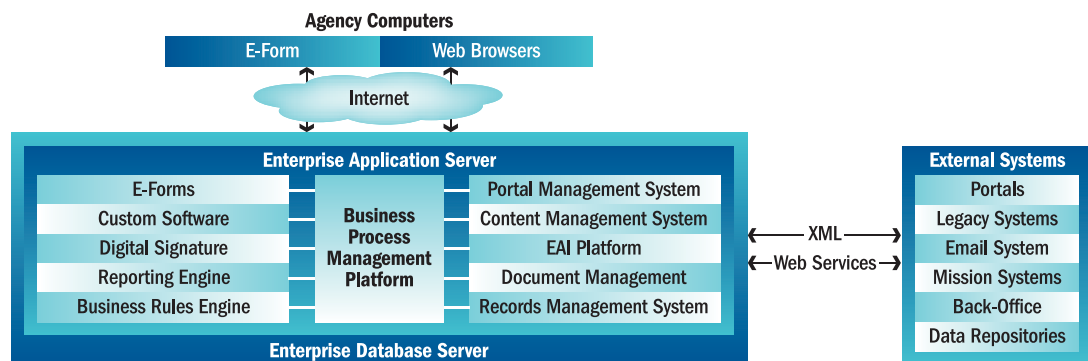 Agency Computers
E-Form
Web Browsers
Internet
Enterprise Application Server
E-Forms
Custom Software
Digital Signature
Reporting Engine
Business Rules Engine
Business
Process
Management
Platform
Portal Management System
Content Management System
EAI Platform
Document Management
Records Management System
Enterprise Database Server
XML
Web Services
External Systems
Portals
Legacy Systems
Email System
Mission Systems
Back-Office
Data Repositories